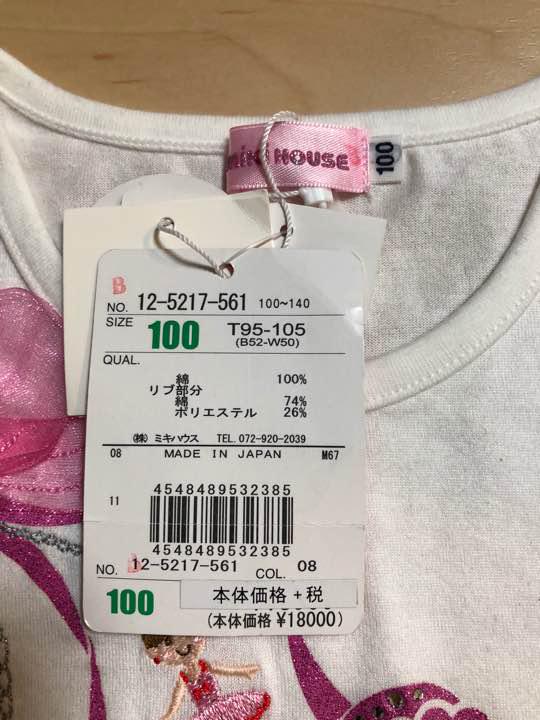 MIKI HOUSE
100
B
NO. 12-5217-561 100~140
SIZE 100 T95-105
(B52-W50)
QUAL.
綿 100%
リブ部分
綿 74%
ポリエステル 26%
㈱ ミキハウス TEL.072-920-2039
08 MADE IN JAPAN M67
11
4548489532385
4548489532385
B
NO. 12-5217-561 COL. 08
100 本体価格+税
(本体価格 ¥18000)